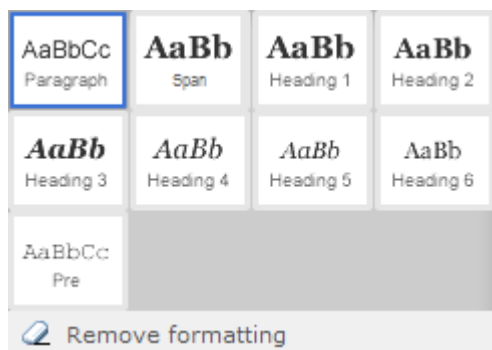 AaBbCc AaBb AaBb AaBb
Paragraph Span Heading 1 Heading 2
AaBb AaBb AaBb AaBb
Heading 3 Heading 4 Heading 5 Heading 6
AaBbCc
Pre
Remove formatting